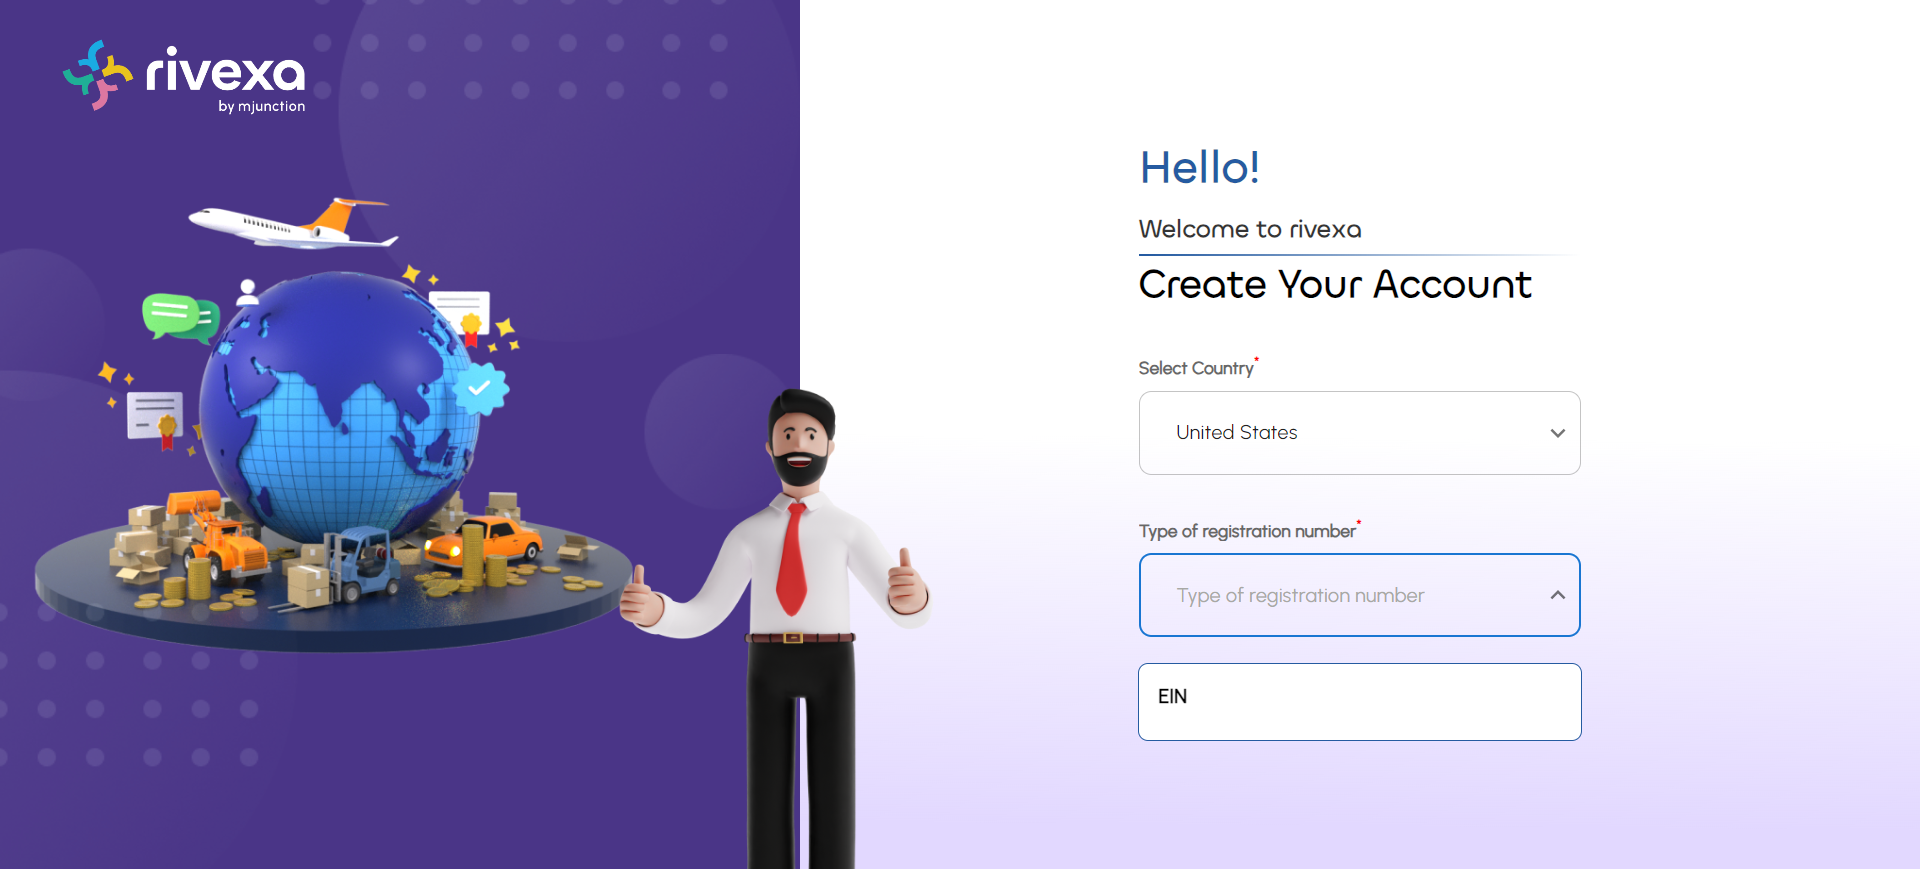 rivexa
by mjunction
Hello!
Welcome to rivexa
Create Your Account
Select Country*
United States
Type of registration number*
Type of registration number
EIN